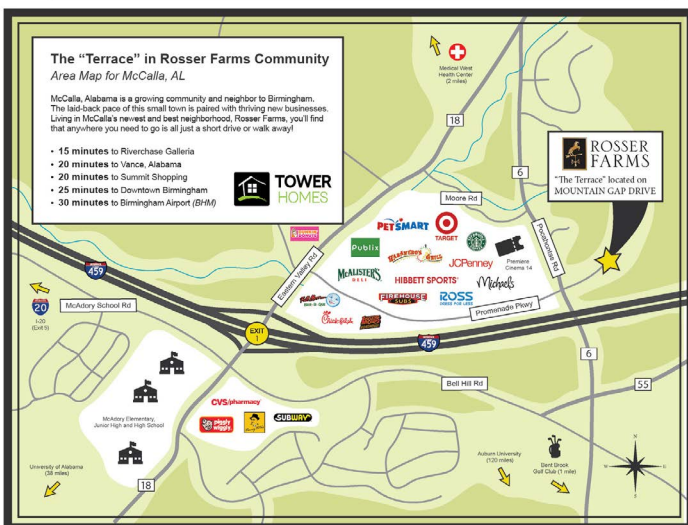 The "Terrace" in Rosser Farms Community
Area Map for McCalla, AL
McCalla, Alabama is a growing community and neighbor to Birmingham.
The laid-back pace of this small town is paired with thriving new businesses.
Living in McCalla's newest and best neighborhood, Rosser Farms, you'll find
that anywhere you need to go is all just a short drive or walk away!
• 15 minutes to Riverchase Galleria
• 20 minutes to Vance, Alabama
• 20 minutes to Summit Shopping
• 25 minutes to Downtown Birmingham
• 30 minutes to Birmingham Airport (BHM)
TOWER
HOMES
Medical West
Health Center
(2 miles)
18
6
ROSSER
FARMS
"The Terrace" located on
MOUNTAIN GAP DRIVE
Moore Rd
Pocahontas Rd
PETSMART
TARGET
Publix
JCPenney
Premiere
Cinema 14
McALISTER'S
DELI
HIBBETT SPORTS
Michaels
FIREHOUSE
SUBS
ROSS
DRESS FOR LESS
Chick-fil-A
Promenade Pkwy
Eastern Valley Rd
459
20
I-20
(Exit 5)
McAdory School Rd
EXIT
1
459
6
Bell Hill Rd
55
McAdory Elementary,
Junior High and High School
CVS/pharmacy
piggly
wiggly
SUBWAY
University of Alabama
(38 miles)
18
Auburn University
(120 miles)
Bent Brook
Golf Club (1 mile)
N
W
E
S